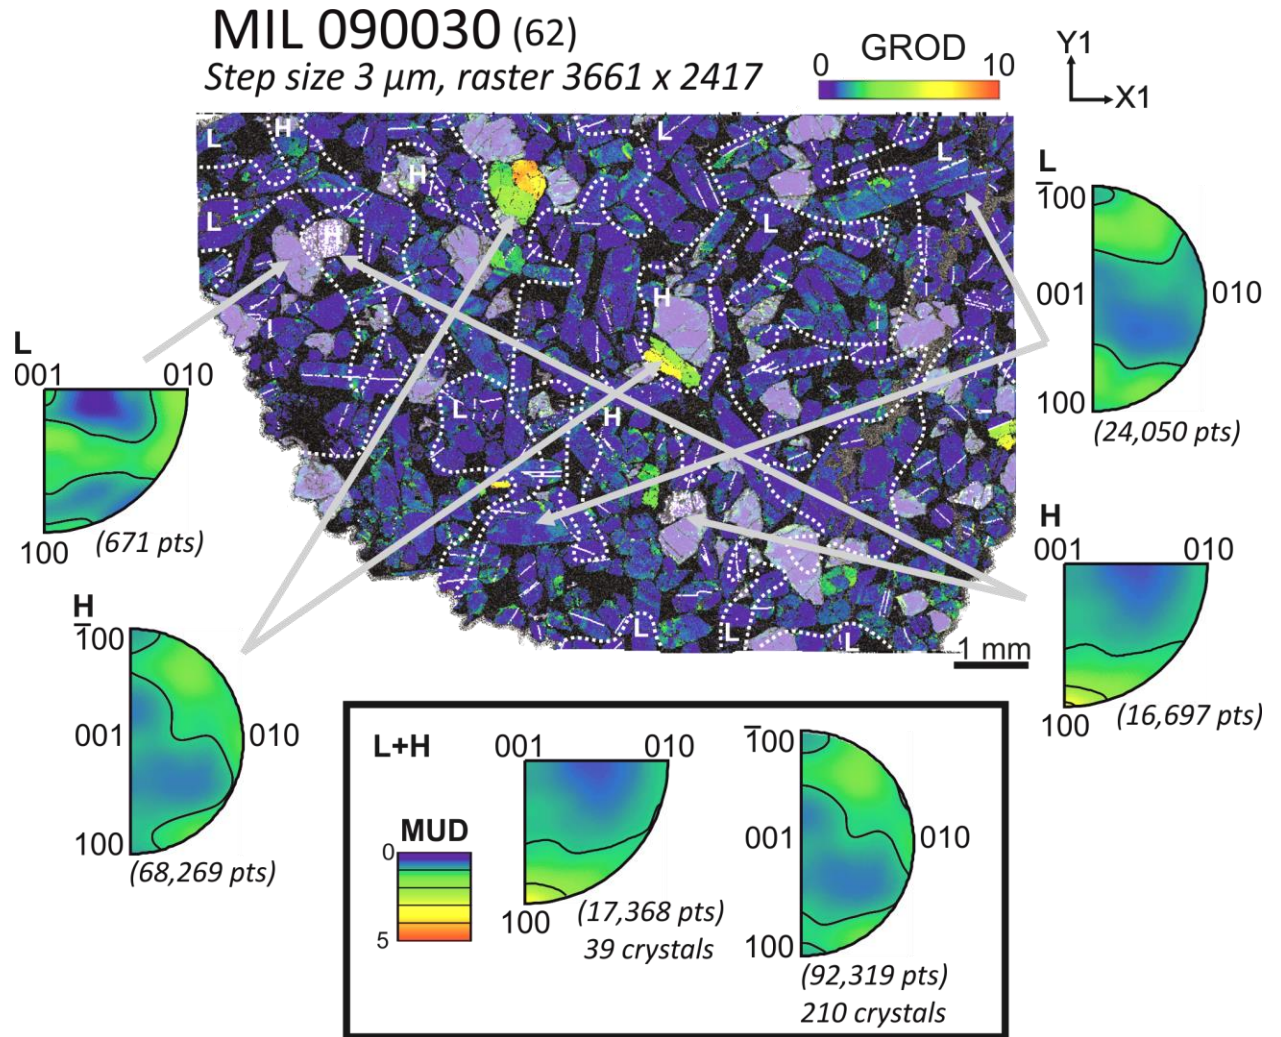 MIL 090030 (62)
Step size 3 µm, raster 3661 x 2417
GROD
0 10
Y1
X1
L H L L
H
L L
H
H
L
H
L L L
1 mm
L
001 010
100
(671 pts)
H
1̅00
001 010
100
(68,269 pts)
L
1̅00
001 010
100
(24,050 pts)
H
001 010
100
(16,697 pts)
L+H
MUD
0
5
001 010
100
(17,368 pts)
39 crystals
1̅00
001 010
100
(92,319 pts)
210 crystals